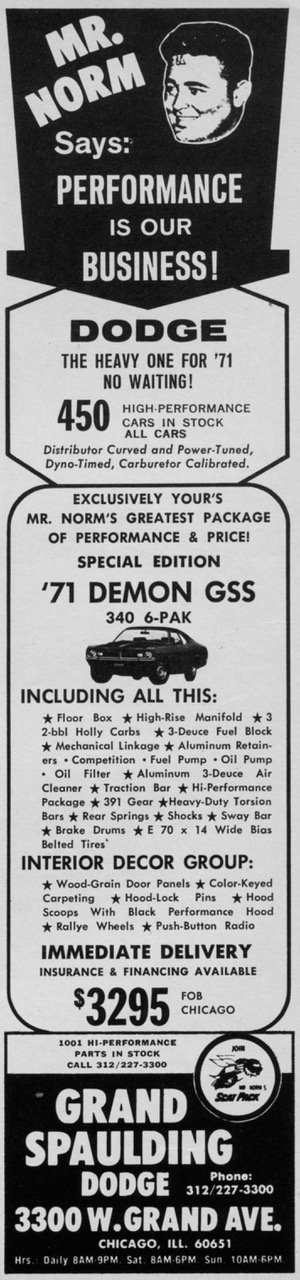 MR.
NORM
Says:
PERFORMANCE
IS OUR
BUSINESS!
DODGE
THE HEAVY ONE FOR '71
NO WAITING!
450 HIGH-PERFORMANCE
CARS IN STOCK
ALL CARS
Distributor Curved and Power-Tuned,
Dyno-Timed, Carburetor Calibrated.
EXCLUSIVELY YOUR'S
MR. NORM'S GREATEST PACKAGE
OF PERFORMANCE & PRICE!
SPECIAL EDITION
'71 DEMON GSS
340 6-PAK
INCLUDING ALL THIS:
★ Floor Box ★ High-Rise Manifold ★ 3
2-bbl Holly Carbs ★ 3-Deuce Fuel Block
★ Mechanical Linkage ★ Aluminum Retain-
ers • Competition • Fuel Pump • Oil Pump
• Oil Filter ★ Aluminum 3-Deuce Air
Cleaner ★ Traction Bar ★ Hi-Performance
Package ★ 391 Gear ★Heavy-Duty Torsion
Bars ★ Rear Springs ★ Shocks ★ Sway Bar
★ Brake Drums ★ E 70 x 14 Wide Bias
Belted Tires'
INTERIOR DECOR GROUP:
★ Wood-Grain Door Panels ★ Color-Keyed
Carpeting ★ Hood-Lock Pins ★ Hood
Scoops With Black Performance Hood
★ Rallye Wheels ★ Push-Button Radio
IMMEDIATE DELIVERY
INSURANCE & FINANCING AVAILABLE
$3295 FOB
CHICAGO
1001 HI-PERFORMANCE
PARTS IN STOCK
CALL 312/227-3300
JOIN
MR NORM'S
SCAT PACK
GRAND
SPAULDING
DODGE
Phone:
312/227-3300
3300 W. GRAND AVE.
CHICAGO, ILL. 60651
Hrs.: Daily 8AM-9PM. Sat. 8AM-6PM. Sun. 10AM-6PM